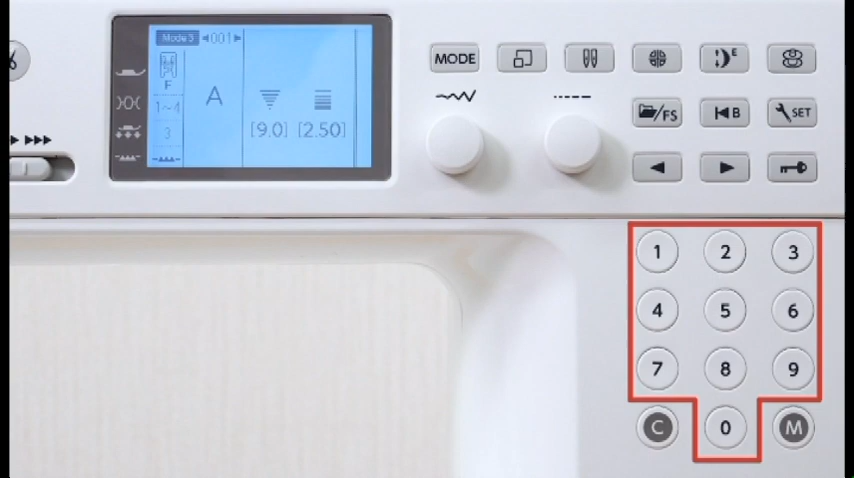 Mode 3 ◀001▶
F
1~4
3
A
[9.0] [2.50]
MODE
E
/FS
B
SET
1 2 3
4 5 6
7 8 9
C 0 M